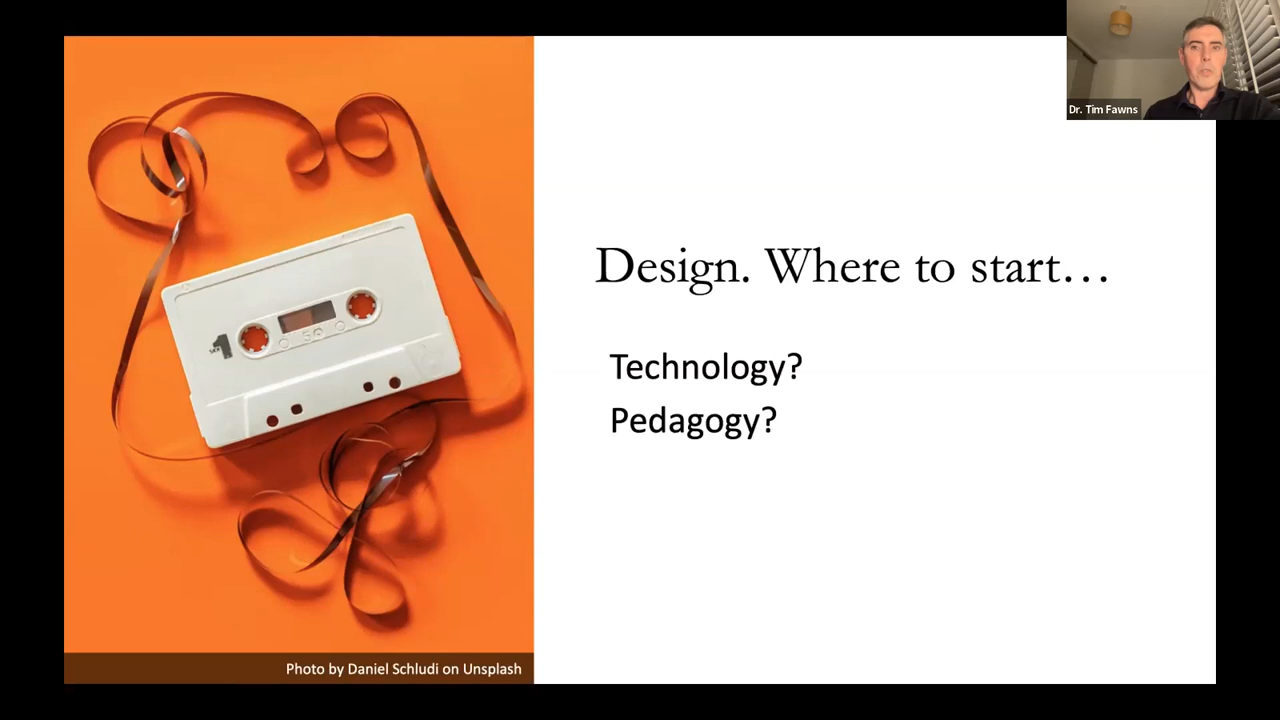 Dr. Tim Fawns
Design. Where to start…
Technology?
Pedagogy?
Photo by Daniel Schludi on Unsplash